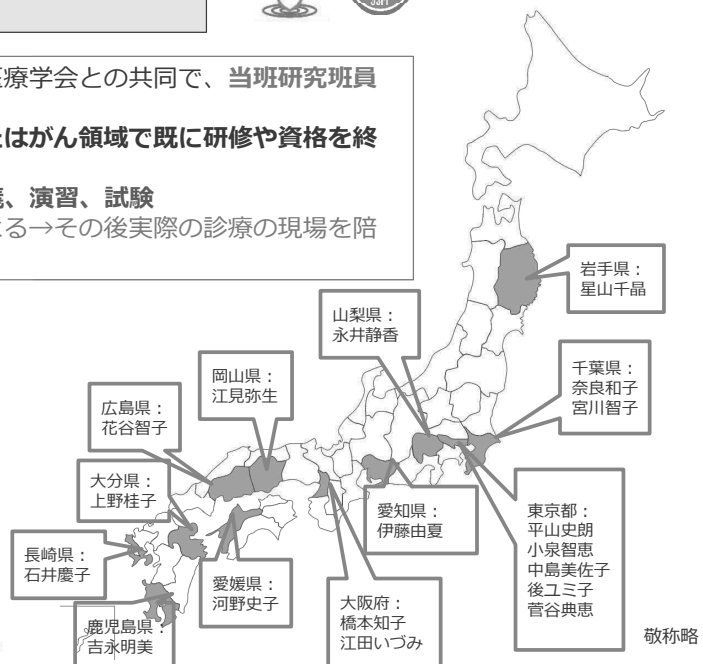 医療学会との共同で、当班研究班員
はがん領域で既に研修や資格を終
、演習、試験
る→その後実際の診療の現場を陪
岩手県：
星山千晶
山梨県：
永井静香
千葉県：
奈良和子
宮川智子
岡山県：
江見弥生
広島県：
花谷智子
大分県：
上野桂子
長崎県：
石井慶子
鹿児島県：
吉永明美
愛媛県：
河野史子
大阪府：
橋本知子
江田いづみ
愛知県：
伊藤由夏
東京都：
平山史朗
小泉智恵
中島美佐子
後ユミ子
菅谷典恵
敬称略